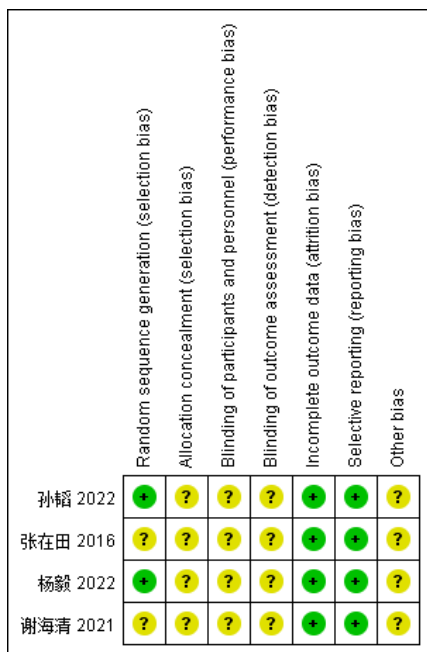 Random sequence generation (selection bias)
Allocation concealment (selection bias)
Blinding of participants and personnel (performance bias)
Blinding of outcome assessment (detection bias)
Incomplete outcome data (attrition bias)
Selective reporting (reporting bias)
Other bias
孙韬 2022 + ? ? ? + + ?
张在田 2016 ? ? ? ? + + ?
杨毅 2022 + ? ? ? + + ?
谢海清 2021 ? ? ? ? + + ?